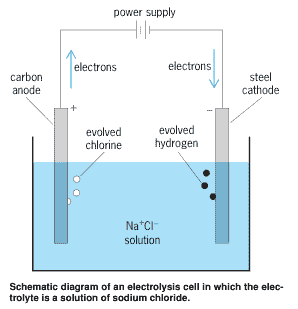 power supply
electrons
electrons
carbon
anode
steel
cathode
+
–
evolved
chlorine
evolved
hydrogen
Na⁺Cl⁻
solution
Schematic diagram of an electrolysis cell in which the elec-
trolyte is a solution of sodium chloride.